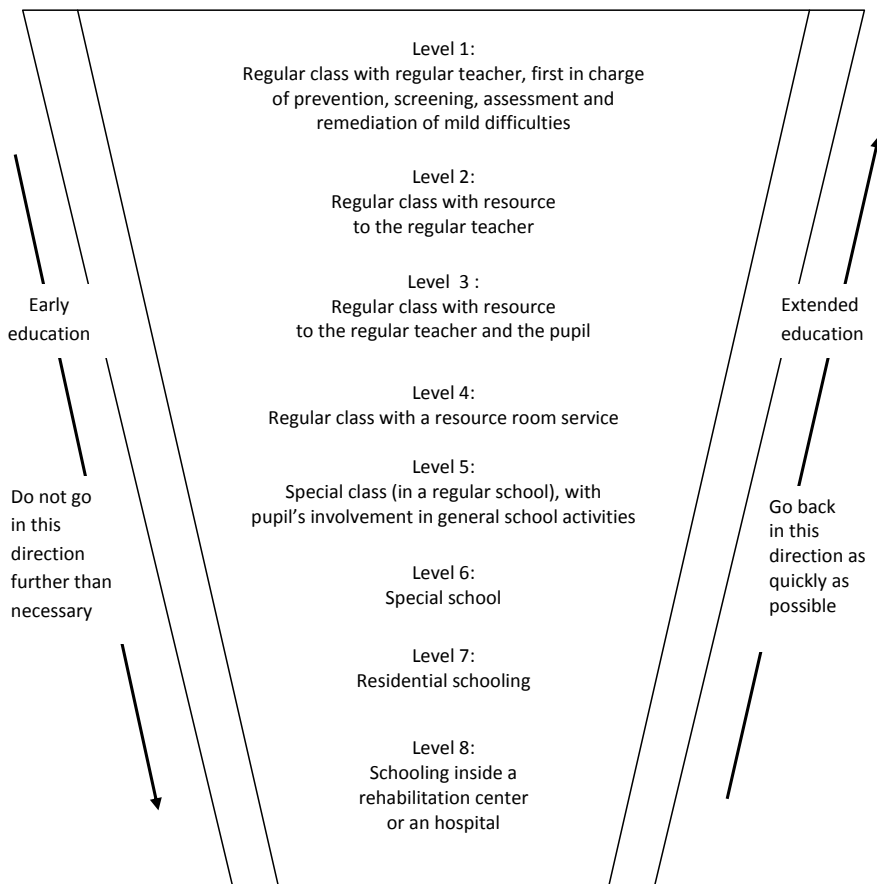 Level 1:
Regular class with regular teacher, first in charge
of prevention, screening, assessment and
remediation of mild difficulties
Level 2:
Regular class with resource
to the regular teacher
Level  3 :
Regular class with resource
to the regular teacher and the pupil
Early
education
Extended
education
Level 4:
Regular class with a resource room service
Level 5:
Special class (in a regular school), with
pupil’s involvement in general school activities
Do not go
in this
direction
further than
necessary
Go back
in this
direction as
quickly as
possible
Level 6:
Special school
Level 7:
Residential schooling
Level 8:
Schooling inside a
rehabilitation center
or an hospital